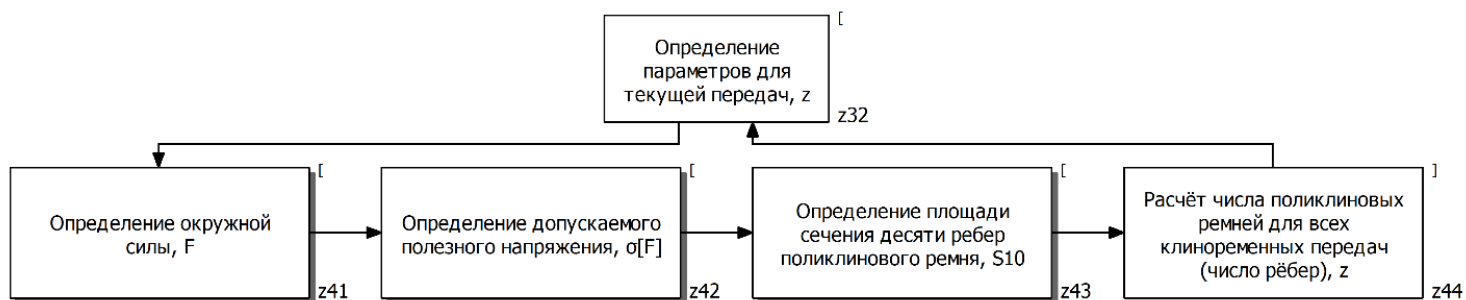 [
Определение
параметров для
текущей передач, z
z32
[
Определение окружной
силы, F
z41
[
Определение допускаемого
полезного напряжения, σ[F]
z42
[
Определение площади
сечения десяти ребер
поликлинового ремня, S10
z43
]
Расчёт числа поликлиновых
ремней для всех
клиноременных передач
(число рёбер), z
z44